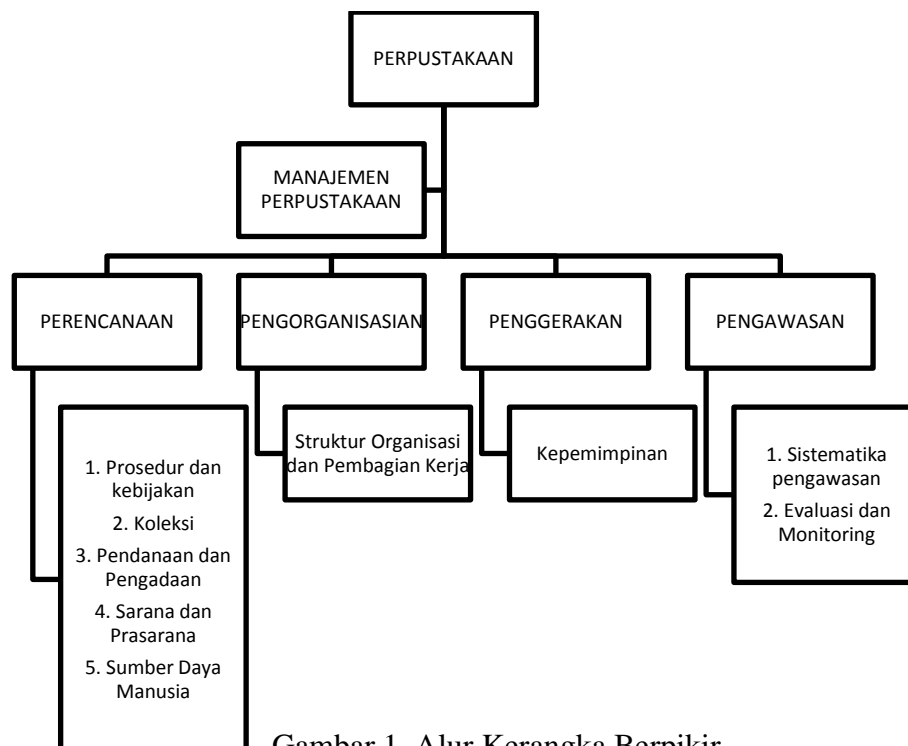 PERPUSTAKAAN
MANAJEMEN
PERPUSTAKAAN
PERENCANAAN
PENGORGANISASIAN
PENGGERAKAN
PENGAWASAN
1. Prosedur dan
kebijakan
2. Koleksi
3. Pendanaan dan
Pengadaan
4. Sarana dan
Prasarana
5. Sumber Daya
Manusia
Struktur Organisasi
dan Pembagian Kerja
Kepemimpinan
1. Sistematika
pengawasan
2. Evaluasi dan
Monitoring
Gambar 1. Alur Kerangka Berpikir